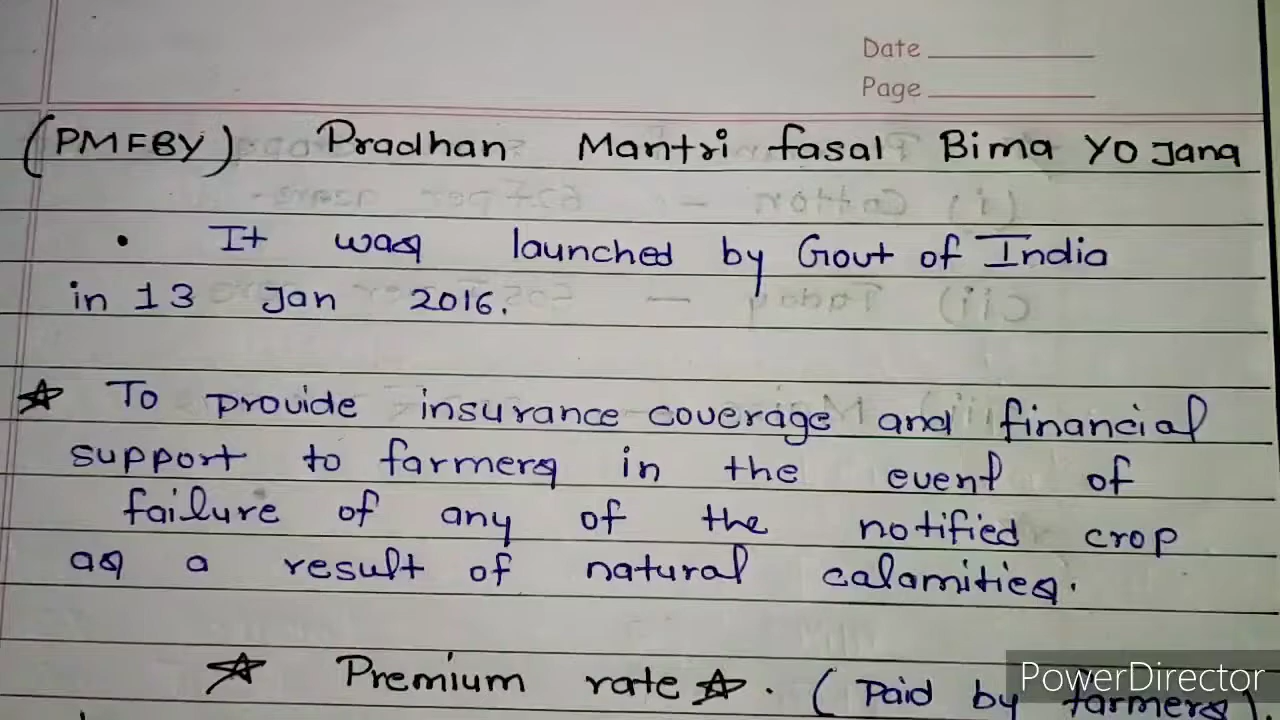 Date
Page
(PMFBY) Pradhan Mantri fasal Bima Yojana
• It was launched by Govt of India
in 13 Jan 2016.
☆ To provide insurance coverage and financial
support to farmers in the event of
failure of any of the notified crop
as a result of natural calamities.
☆ Premium rate ☆. (Paid by farmers).
PowerDirector